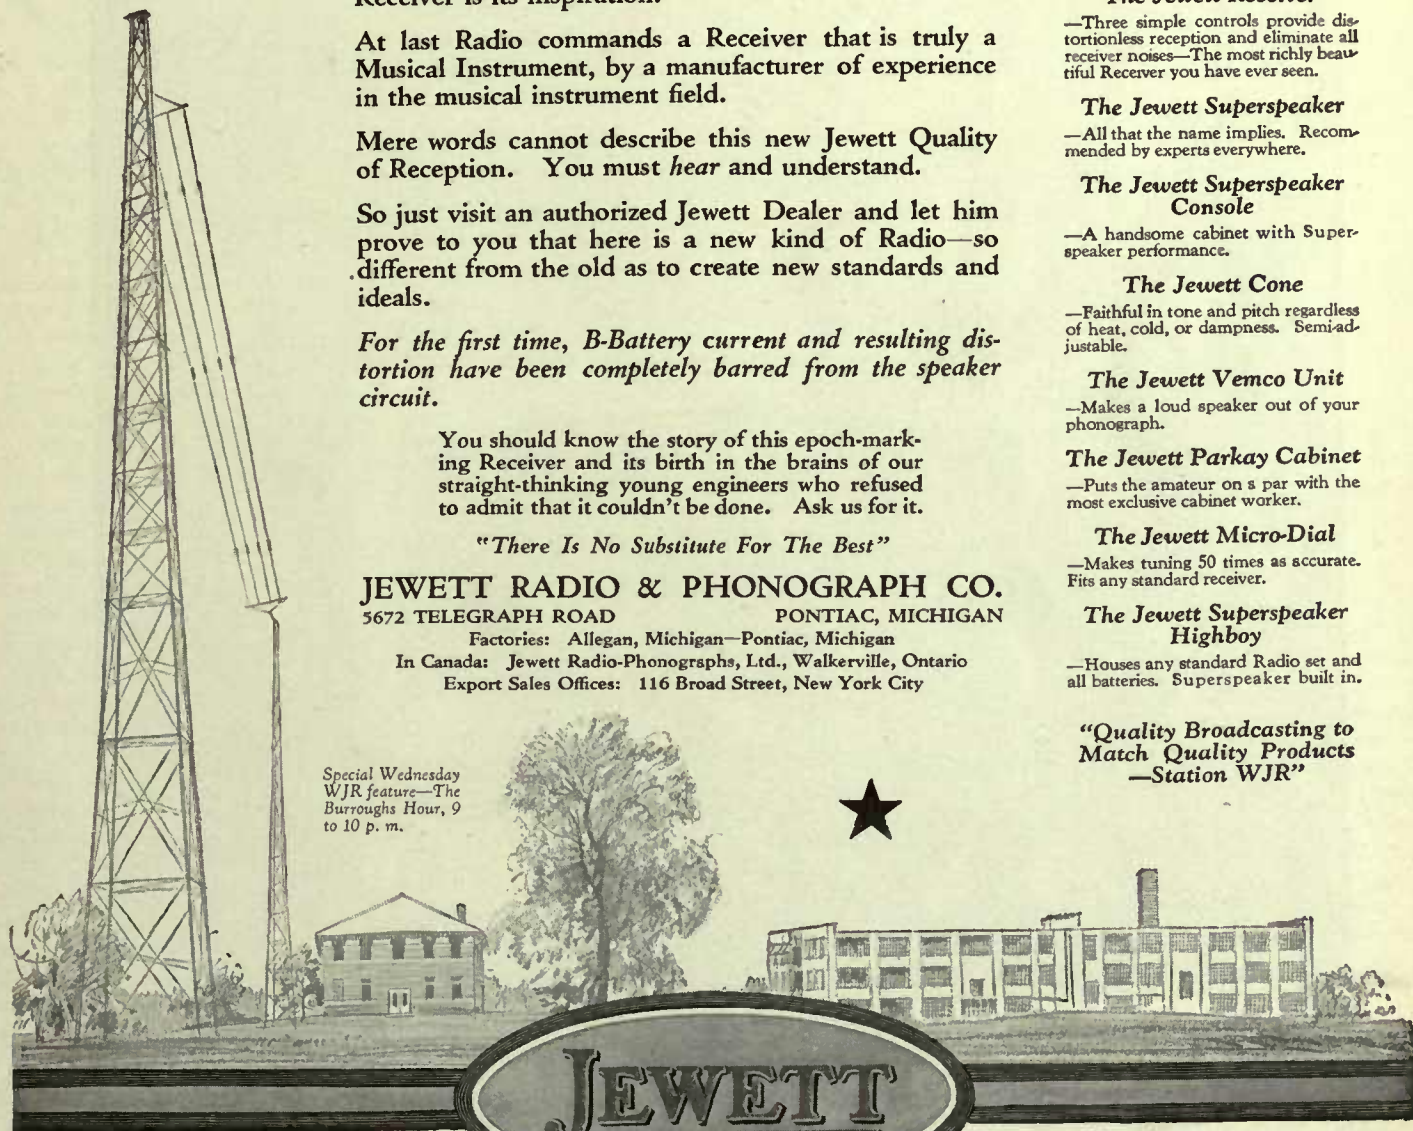 Receiver is its inspiration.
At last Radio commands a Receiver that is truly a
Musical Instrument, by a manufacturer of experience
in the musical instrument field.
Mere words cannot describe this new Jewett Quality
of Reception. You must hear and understand.
So just visit an authorized Jewett Dealer and let him
prove to you that here is a new kind of Radio—so
different from the old as to create new standards and
ideals.
For the first time, B-Battery current and resulting dis-
tortion have been completely barred from the speaker
circuit.
You should know the story of this epoch-mark-
ing Receiver and its birth in the brains of our
straight-thinking young engineers who refused
to admit that it couldn't be done. Ask us for it.
"There Is No Substitute For The Best"
JEWETT RADIO & PHONOGRAPH CO.
5672 TELEGRAPH ROAD PONTIAC, MICHIGAN
Factories: Allegan, Michigan—Pontiac, Michigan
In Canada: Jewett Radio-Phonographs, Ltd., Walkerville, Ontario
Export Sales Offices: 116 Broad Street, New York City
Special Wednesday
WJR feature—The
Burroughs Hour, 9
to 10 p. m.
The Jewett Receiver
—Three simple controls provide dis-
tortionless reception and eliminate all
receiver noises—The most richly beau-
tiful Receiver you have ever seen.
The Jewett Superspeaker
—All that the name implies. Recom-
mended by experts everywhere.
The Jewett Superspeaker
Console
—A handsome cabinet with Super-
speaker performance.
The Jewett Cone
—Faithful in tone and pitch regardless
of heat, cold, or dampness. Semi-ad-
justable.
The Jewett Vemco Unit
—Makes a loud speaker out of your
phonograph.
The Jewett Parkay Cabinet
—Puts the amateur on a par with the
most exclusive cabinet worker.
The Jewett Micro-Dial
—Makes tuning 50 times as accurate.
Fits any standard receiver.
The Jewett Superspeaker
Highboy
—Houses any standard Radio set and
all batteries. Superspeaker built in.
"Quality Broadcasting to
Match Quality Products
—Station WJR"
JEWETT